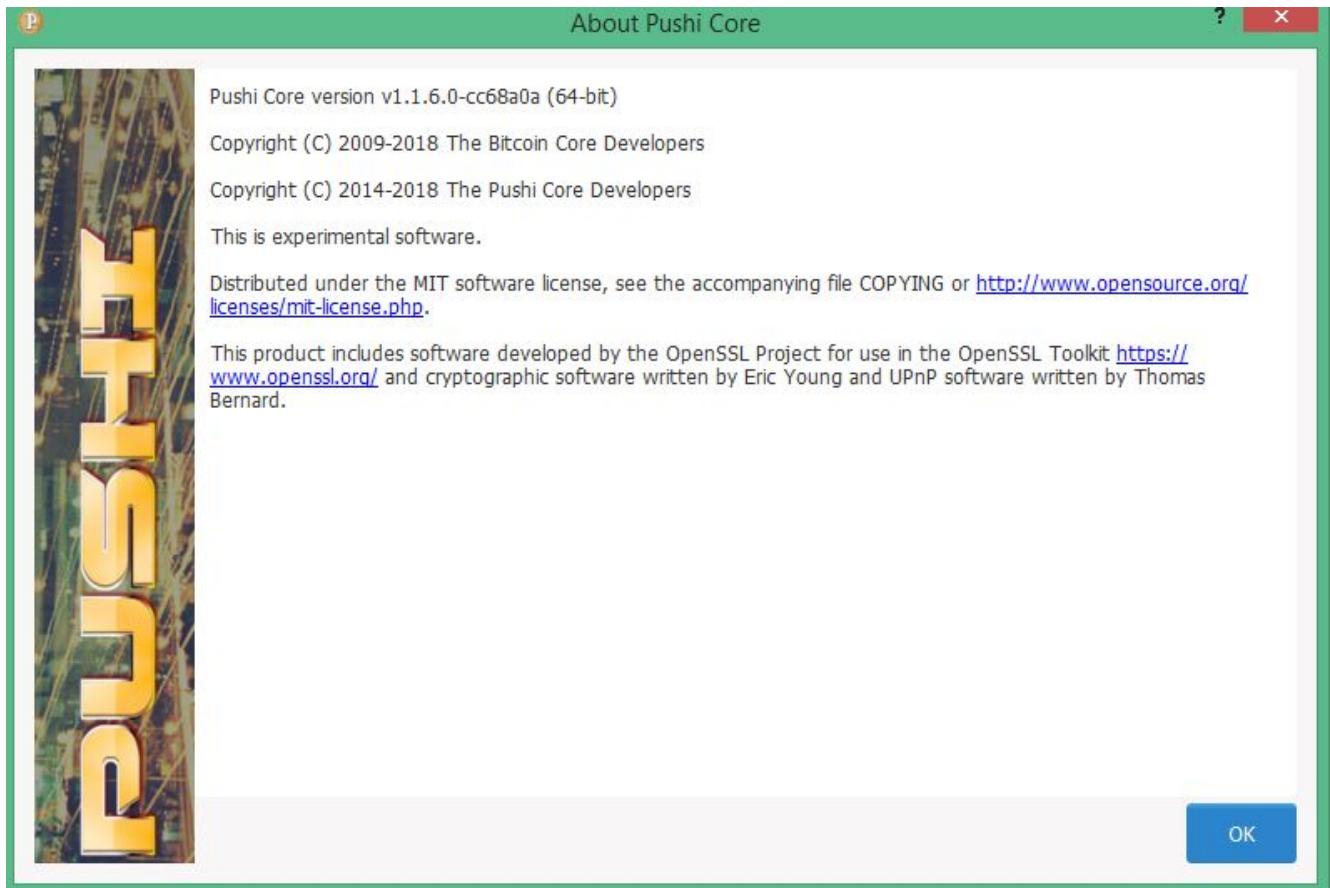 About Pushi Core
?
Pushi Core version v1.1.6.0-cc68a0a (64-bit)
Copyright (C) 2009-2018 The Bitcoin Core Developers
Copyright (C) 2014-2018 The Pushi Core Developers
This is experimental software.
Distributed under the MIT software license, see the accompanying file COPYING or http://www.opensource.org/
licenses/mit-license.php.
This product includes software developed by the OpenSSL Project for use in the OpenSSL Toolkit https://
www.openssl.org/ and cryptographic software written by Eric Young and UPnP software written by Thomas
Bernard.
PUSHI
OK